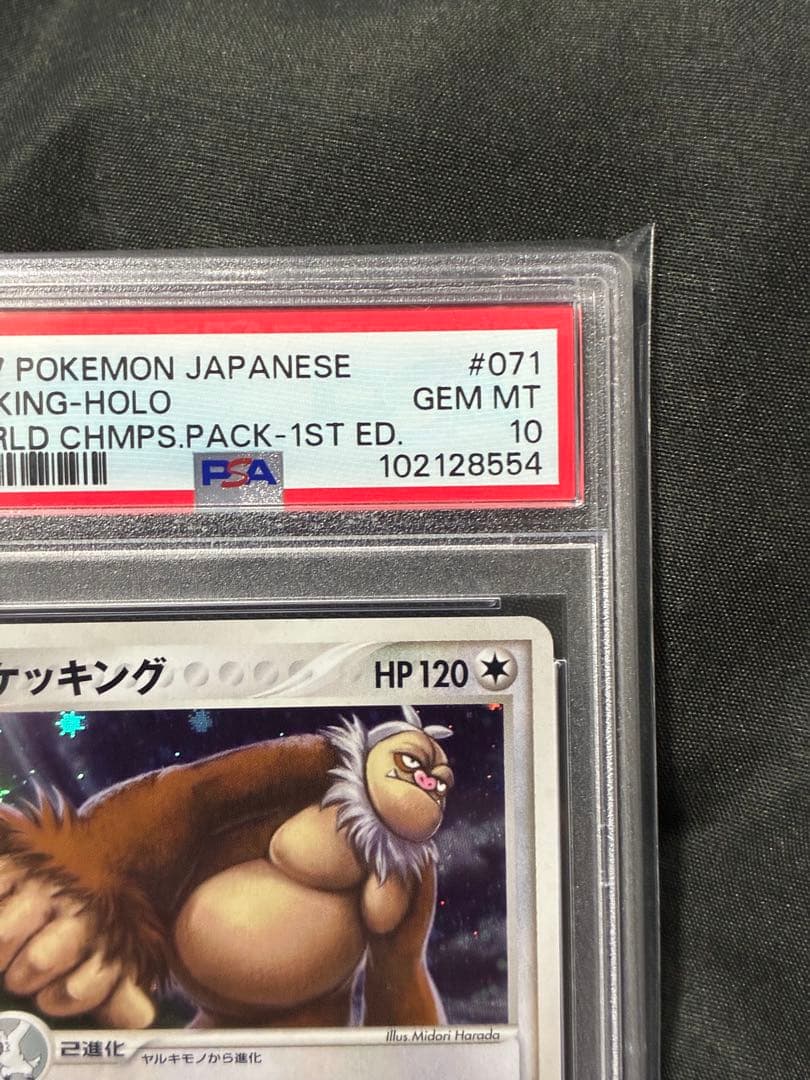 7 POKEMON JAPANESE #071
KING-HOLO GEM MT
RLD CHMPS.PACK-1ST ED. 10
PSA 102128554
ケッキング HP 120
Illus. Midori Harada
2進化 ヤルキモノから進化